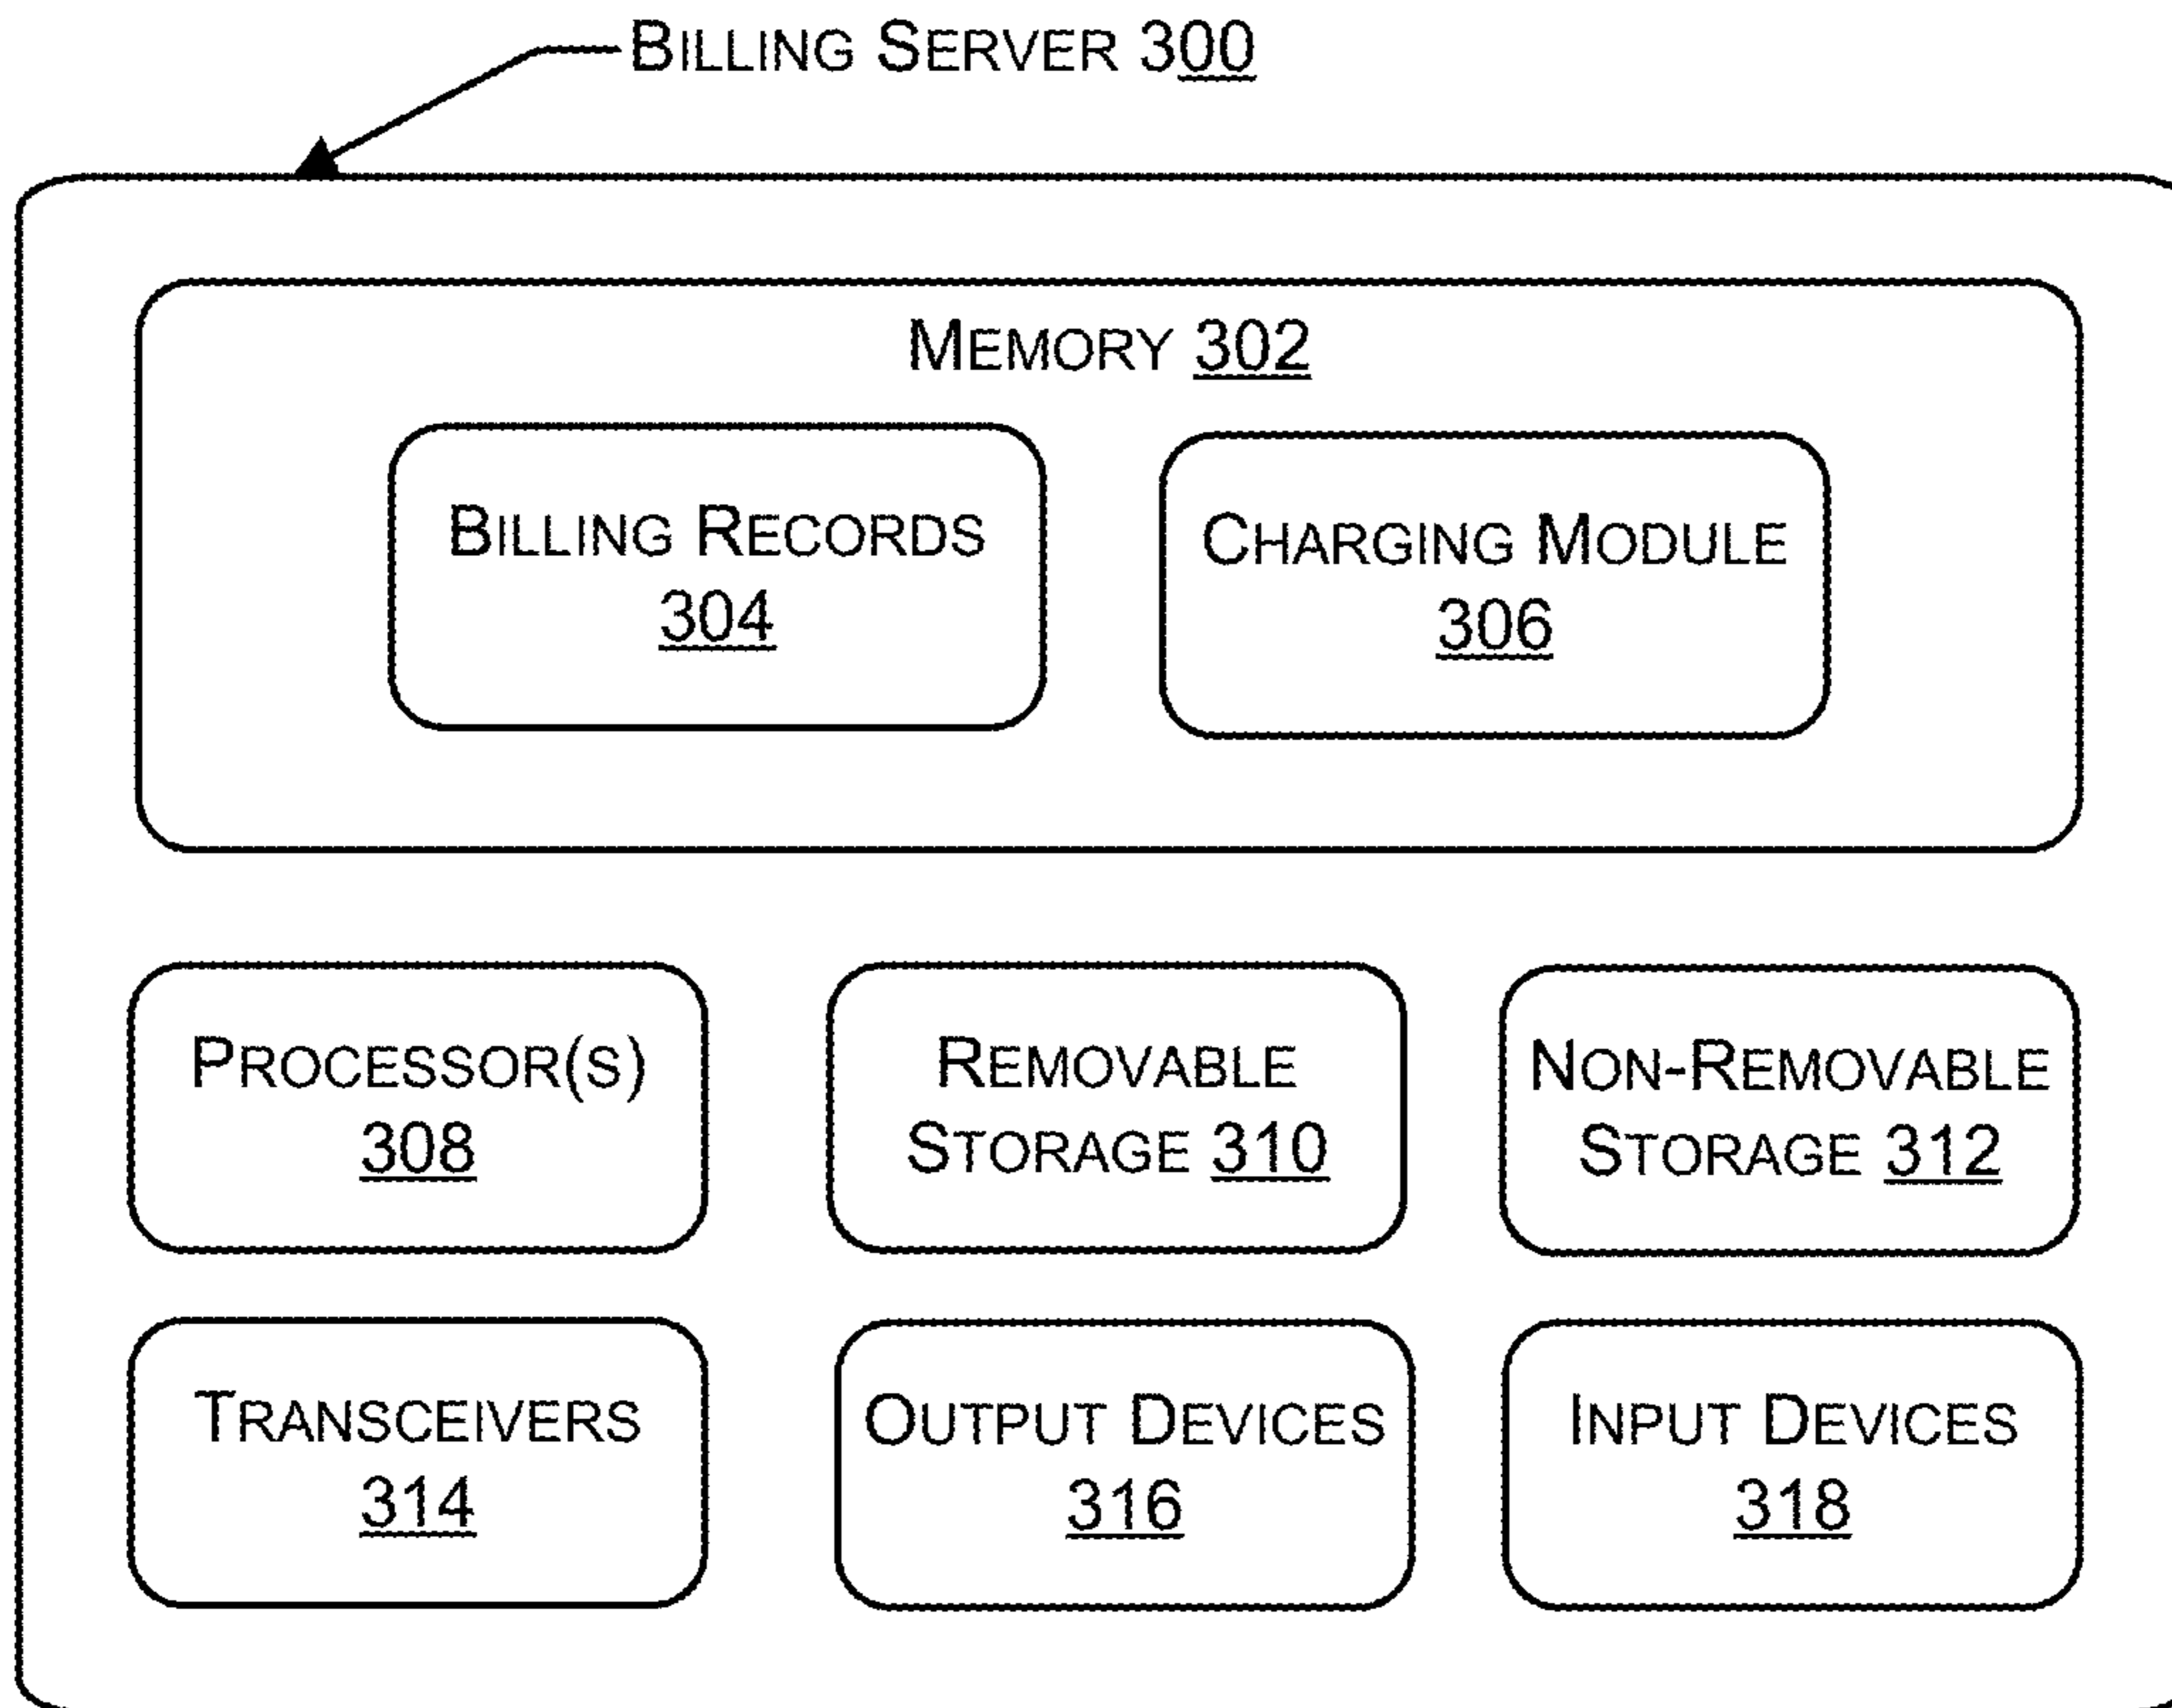 BILLING SERVER 300
MEMORY 302
BILLING RECORDS
304
CHARGING MODULE
306
PROCESSOR(S)
308
REMOVABLE
STORAGE 310
NON-REMOVABLE
STORAGE 312
TRANSCEIVERS
314
OUTPUT DEVICES
316
INPUT DEVICES
318